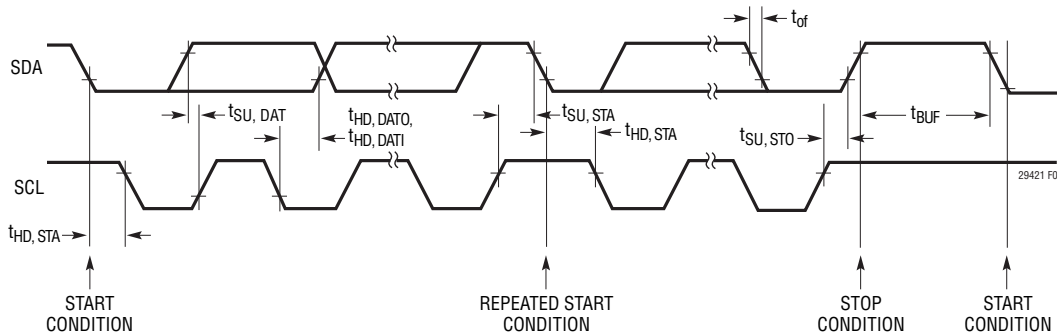 tof
SDA
tSU, DAT
tHD, DATO,
tHD, DATI
tSU, STA
tHD, STA
tSU, STO
tBUF
SCL
29421 F0
tHD, STA
START
CONDITION
REPEATED START
CONDITION
STOP
CONDITION
START
CONDITION